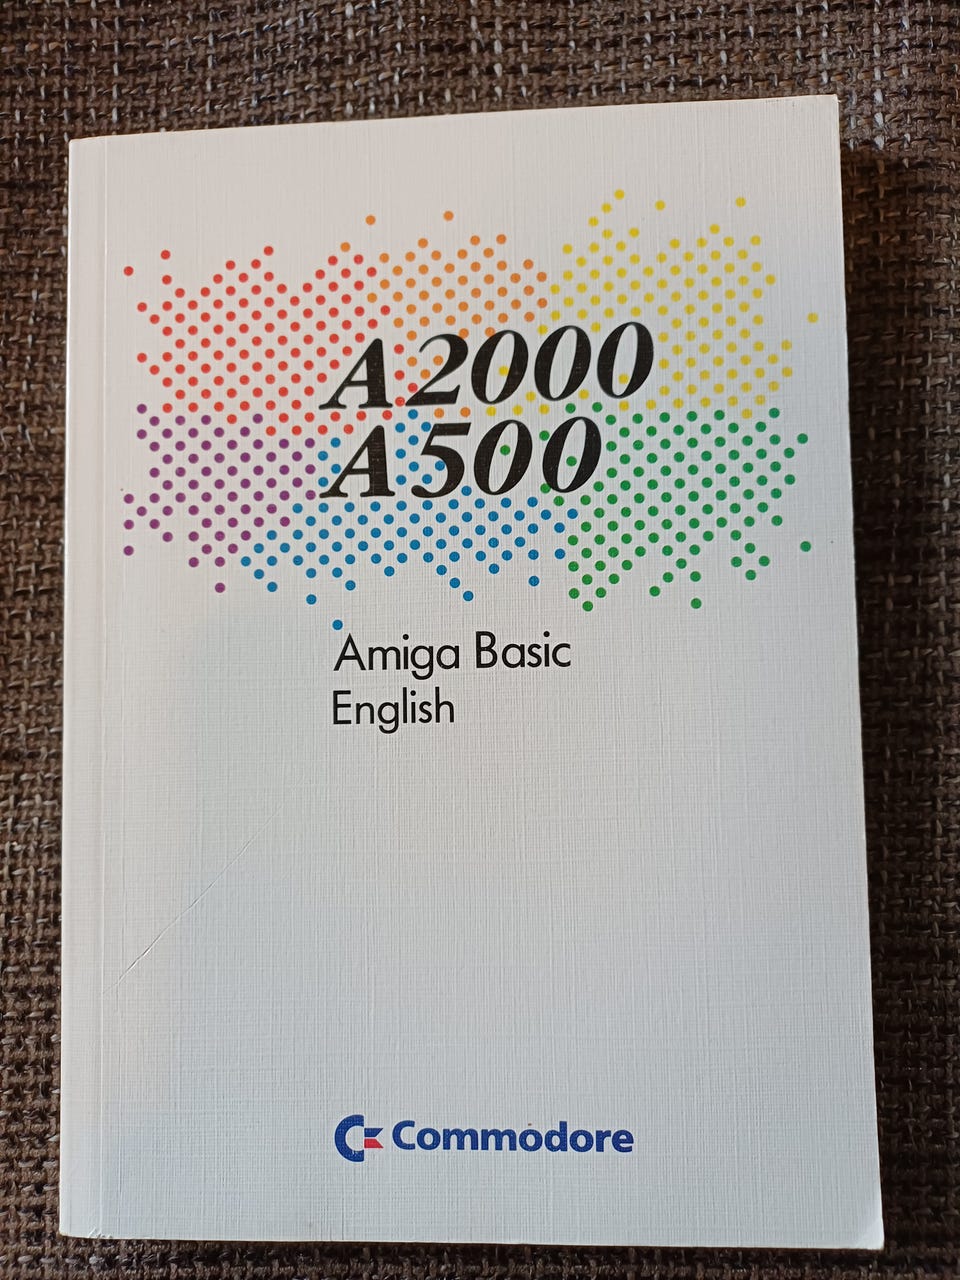 A2000
A500
Amiga Basic
English
Commodore